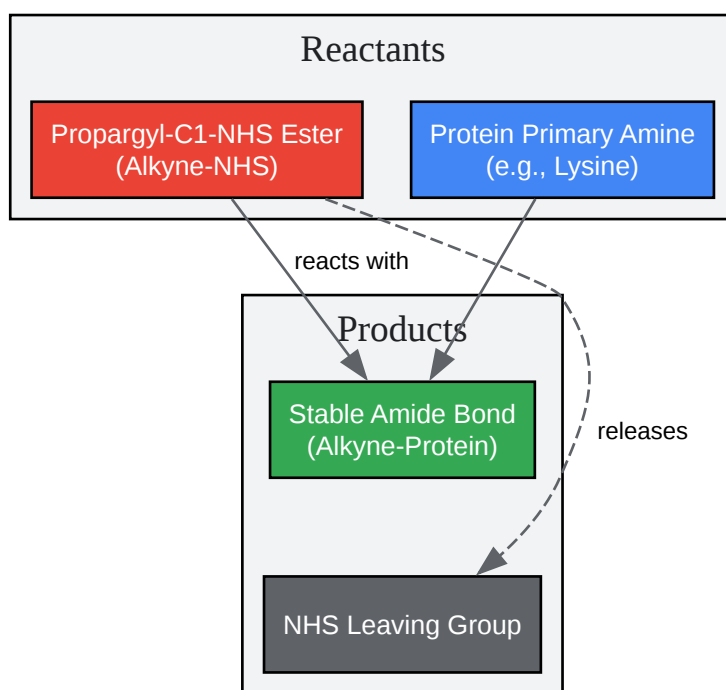 Reactants
Propargyl-C1-NHS Ester
(Alkyne-NHS)
Protein Primary Amine
(e.g., Lysine)
reacts with
Products
Stable Amide Bond
(Alkyne-Protein)
releases
NHS Leaving Group